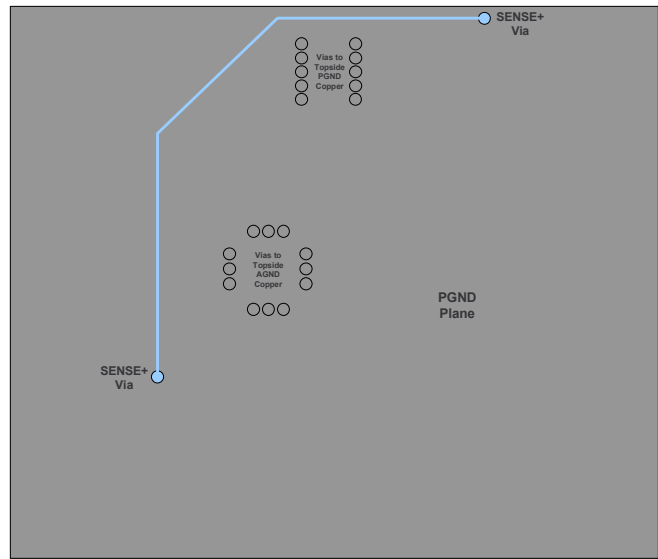 SENSE+
Via
Vias to
Topside
PGND
Copper
Vias to
Topside
AGND
Copper
PGND
Plane
SENSE+
Via